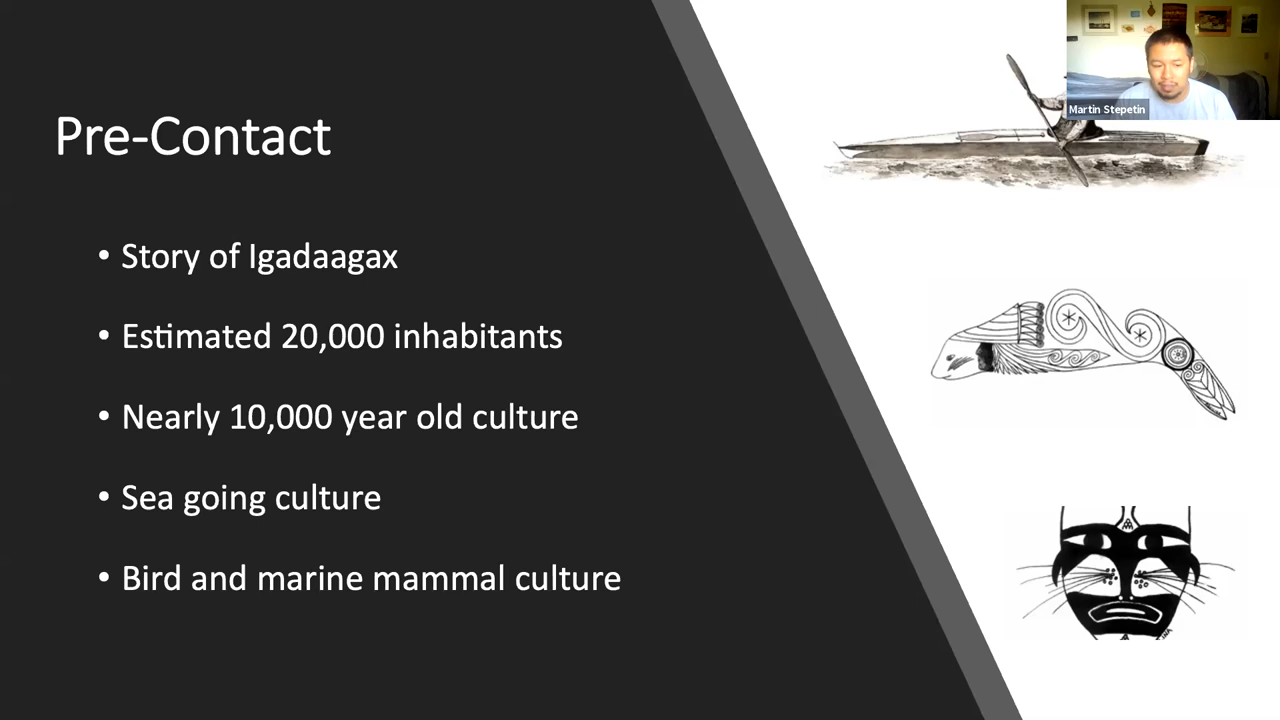 Martin Stepetin
Pre-Contact
• Story of Igadaagax
• Estimated 20,000 inhabitants
• Nearly 10,000 year old culture
• Sea going culture
• Bird and marine mammal culture